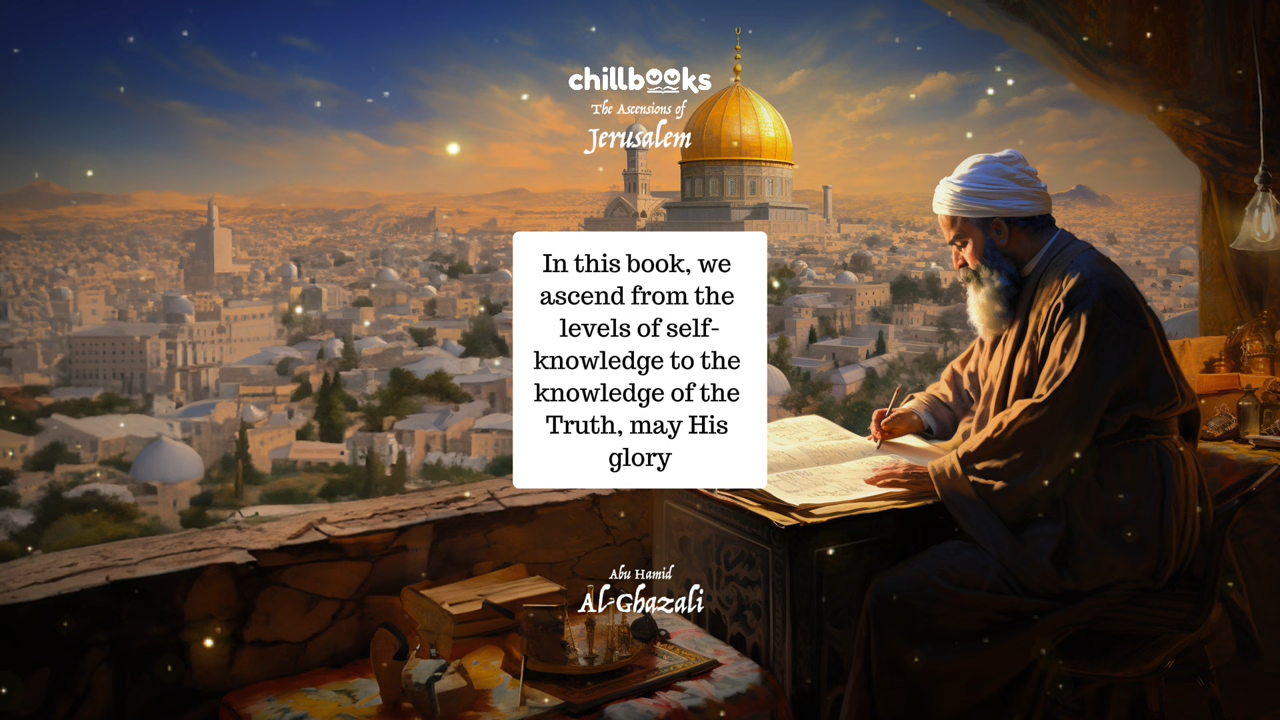 chillbooks
The Ascensions of
Jerusalem
In this book, we
ascend from the
levels of self-
knowledge to the
knowledge of the
Truth, may His
glory
Abu Hamid
Al-Ghazali